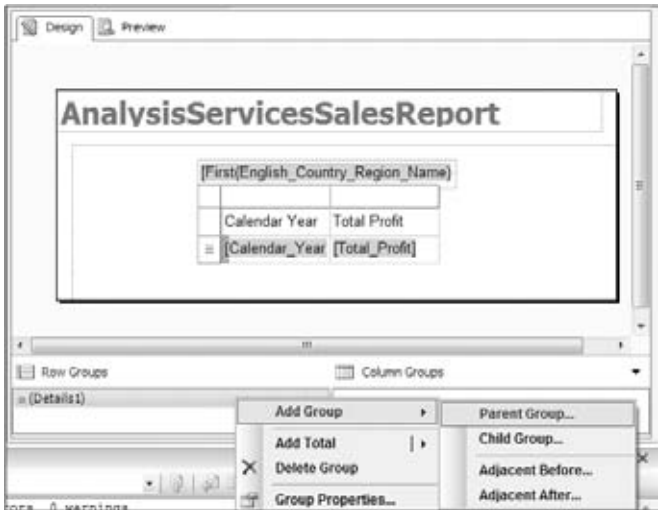 Design Preview
AnalysisServicesSalesReport
[First(English_Country_Region_Name)
Calendar Year Total Profit
[Calendar_Year [Total_Profit]
Row Groups Column Groups
(Details1)
Add Group Parent Group...
Add Total Child Group...
Delete Group Adjacent Before...
Group Properties... Adjacent After...
0 warnings